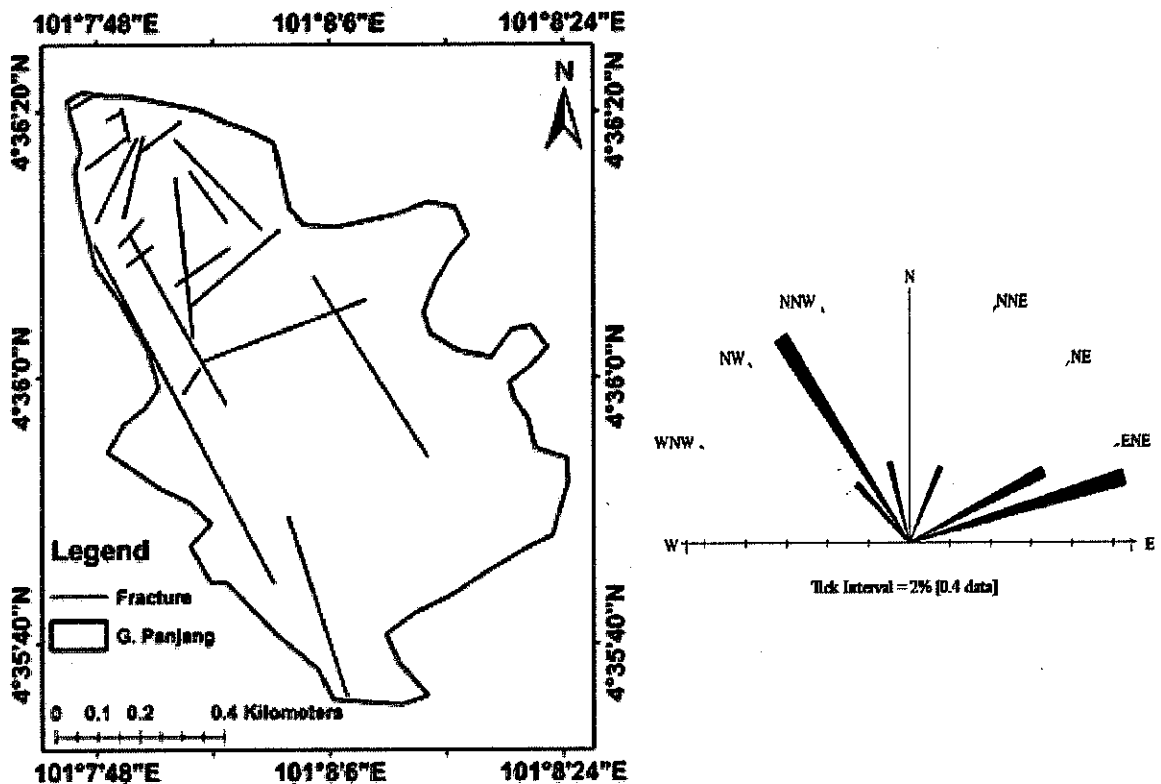 101°7'48"E 101°8'6"E 101°8'24"E
N
4°36'20"N
4°36'20"N
4°36'0"N
4°36'0"N
4°35'40"N
4°35'40"N
Legend
Fracture
G. Panjang
0 0.1 0.2 0.4 Kilometers
101°7'48"E 101°8'6"E 101°8'24"E
N
NNW NNE
NW NE
WNW ENE
W E
Tick Interval = 2% [0.4 data]